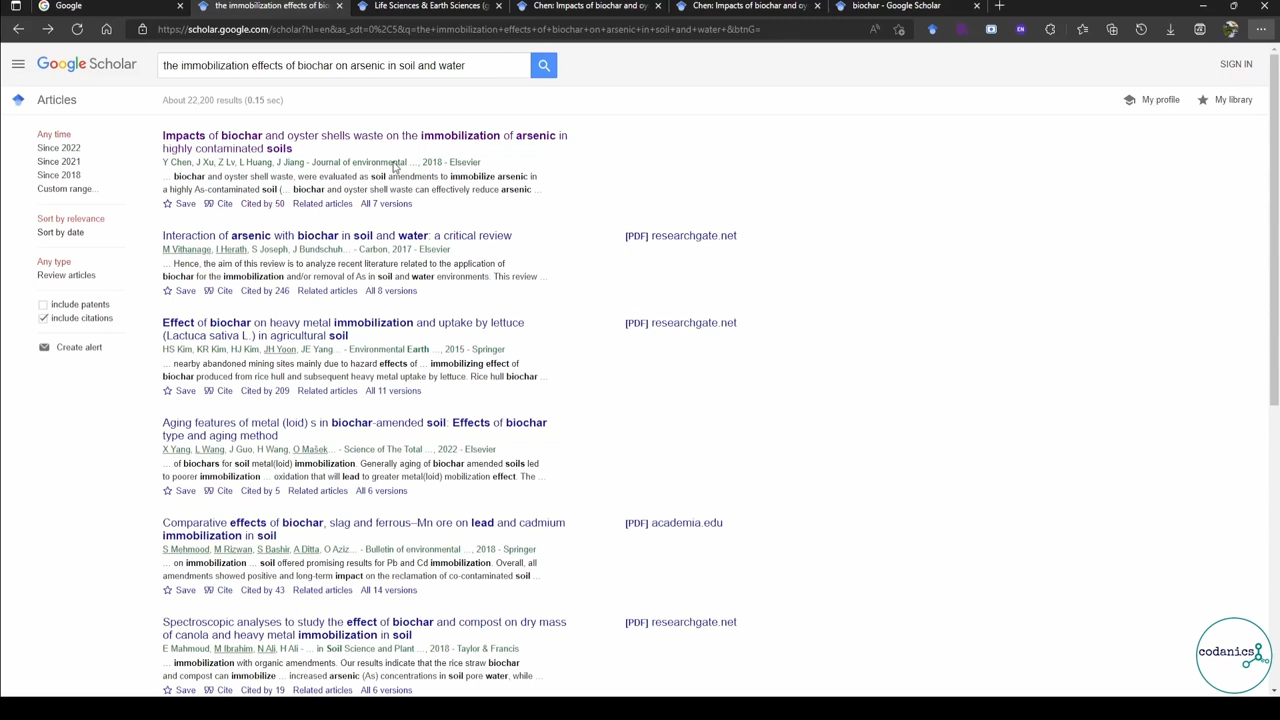 Google
the immobilization effects of bio
Life Sciences & Earth Sciences (g
Chen: Impacts of biochar and oy
Chen: Impacts of biochar and oy
biochar - Google Scholar
https://scholar.google.com/scholar?hl=en&as_sdt=0%2C5&q=the+immobilization+effects+of+biochar+on+arsenic+in+soil+and+water+&btnG=
Google Scholar
the immobilization effects of biochar on arsenic in soil and water
SIGN IN
Articles
About 22,200 results (0.15 sec)
My profile
My library
Any time
Since 2022
Since 2021
Since 2018
Custom range...
Sort by relevance
Sort by date
Any type
Review articles
include patents
include citations
Create alert
Impacts of biochar and oyster shells waste on the immobilization of arsenic in
highly contaminated soils
Y Chen, J Xu, Z Lv, L Huang, J Jiang - Journal of environmental ..., 2018 - Elsevier
... biochar and oyster shell waste, were evaluated as soil amendments to immobilize arsenic in
a highly As-contaminated soil (... biochar and oyster shell waste can effectively reduce arsenic ...
Save Cite Cited by 50 Related articles All 7 versions
Interaction of arsenic with biochar in soil and water: a critical review
[PDF] researchgate.net
M Vithanage, I Herath, S Joseph, J Bundschuh... - Carbon, 2017 - Elsevier
... Hence, the aim of this review is to analyze recent literature related to the application of
biochar for the immobilization and/or removal of As in soil and water environments. This review ...
Save Cite Cited by 246 Related articles All 8 versions
Effect of biochar on heavy metal immobilization and uptake by lettuce
(Lactuca sativa L.) in agricultural soil
[PDF] researchgate.net
HS Kim, KR Kim, HJ Kim, JH Yoon, JE Yang... - Environmental Earth ..., 2015 - Springer
... nearby abandoned mining sites mainly due to hazard effects of ... immobilizing effect of
biochar produced from rice hull and subsequent heavy metal uptake by lettuce. Rice hull biochar ...
Save Cite Cited by 209 Related articles All 11 versions
Aging features of metal (loid) s in biochar-amended soil: Effects of biochar
type and aging method
X Yang, L Wang, J Guo, H Wang, O Mašek... - Science of The Total ..., 2022 - Elsevier
... of biochars for soil metal(loid) immobilization. Generally aging of biochar amended soils led
to poorer immobilization ... oxidation that will lead to greater metal(loid) mobilization effect. The ...
Save Cite Cited by 5 Related articles All 6 versions
Comparative effects of biochar, slag and ferrous–Mn ore on lead and cadmium
immobilization in soil
[PDF] academia.edu
S Mehmood, M Rizwan, S Bashir, A Ditta, O Aziz... - Bulletin of environmental ..., 2018 - Springer
... on immobilization ... soil offered promising results for Pb and Cd immobilization. Overall, all
amendments showed positive and long-term impact on the reclamation of co-contaminated soil ...
Save Cite Cited by 43 Related articles All 14 versions
Spectroscopic analyses to study the effect of biochar and compost on dry mass
of canola and heavy metal immobilization in soil
[PDF] researchgate.net
E Mahmoud, M Ibrahim, N Ali, H Ali - ... in Soil Science and Plant ..., 2018 - Taylor & Francis
... immobilization with organic amendments. Our results indicate that the rice straw biochar
and compost can immobilize ... increased arsenic (As) concentrations in soil pore water, while ...
Save Cite Cited by 19 Related articles All 6 versions
codanics